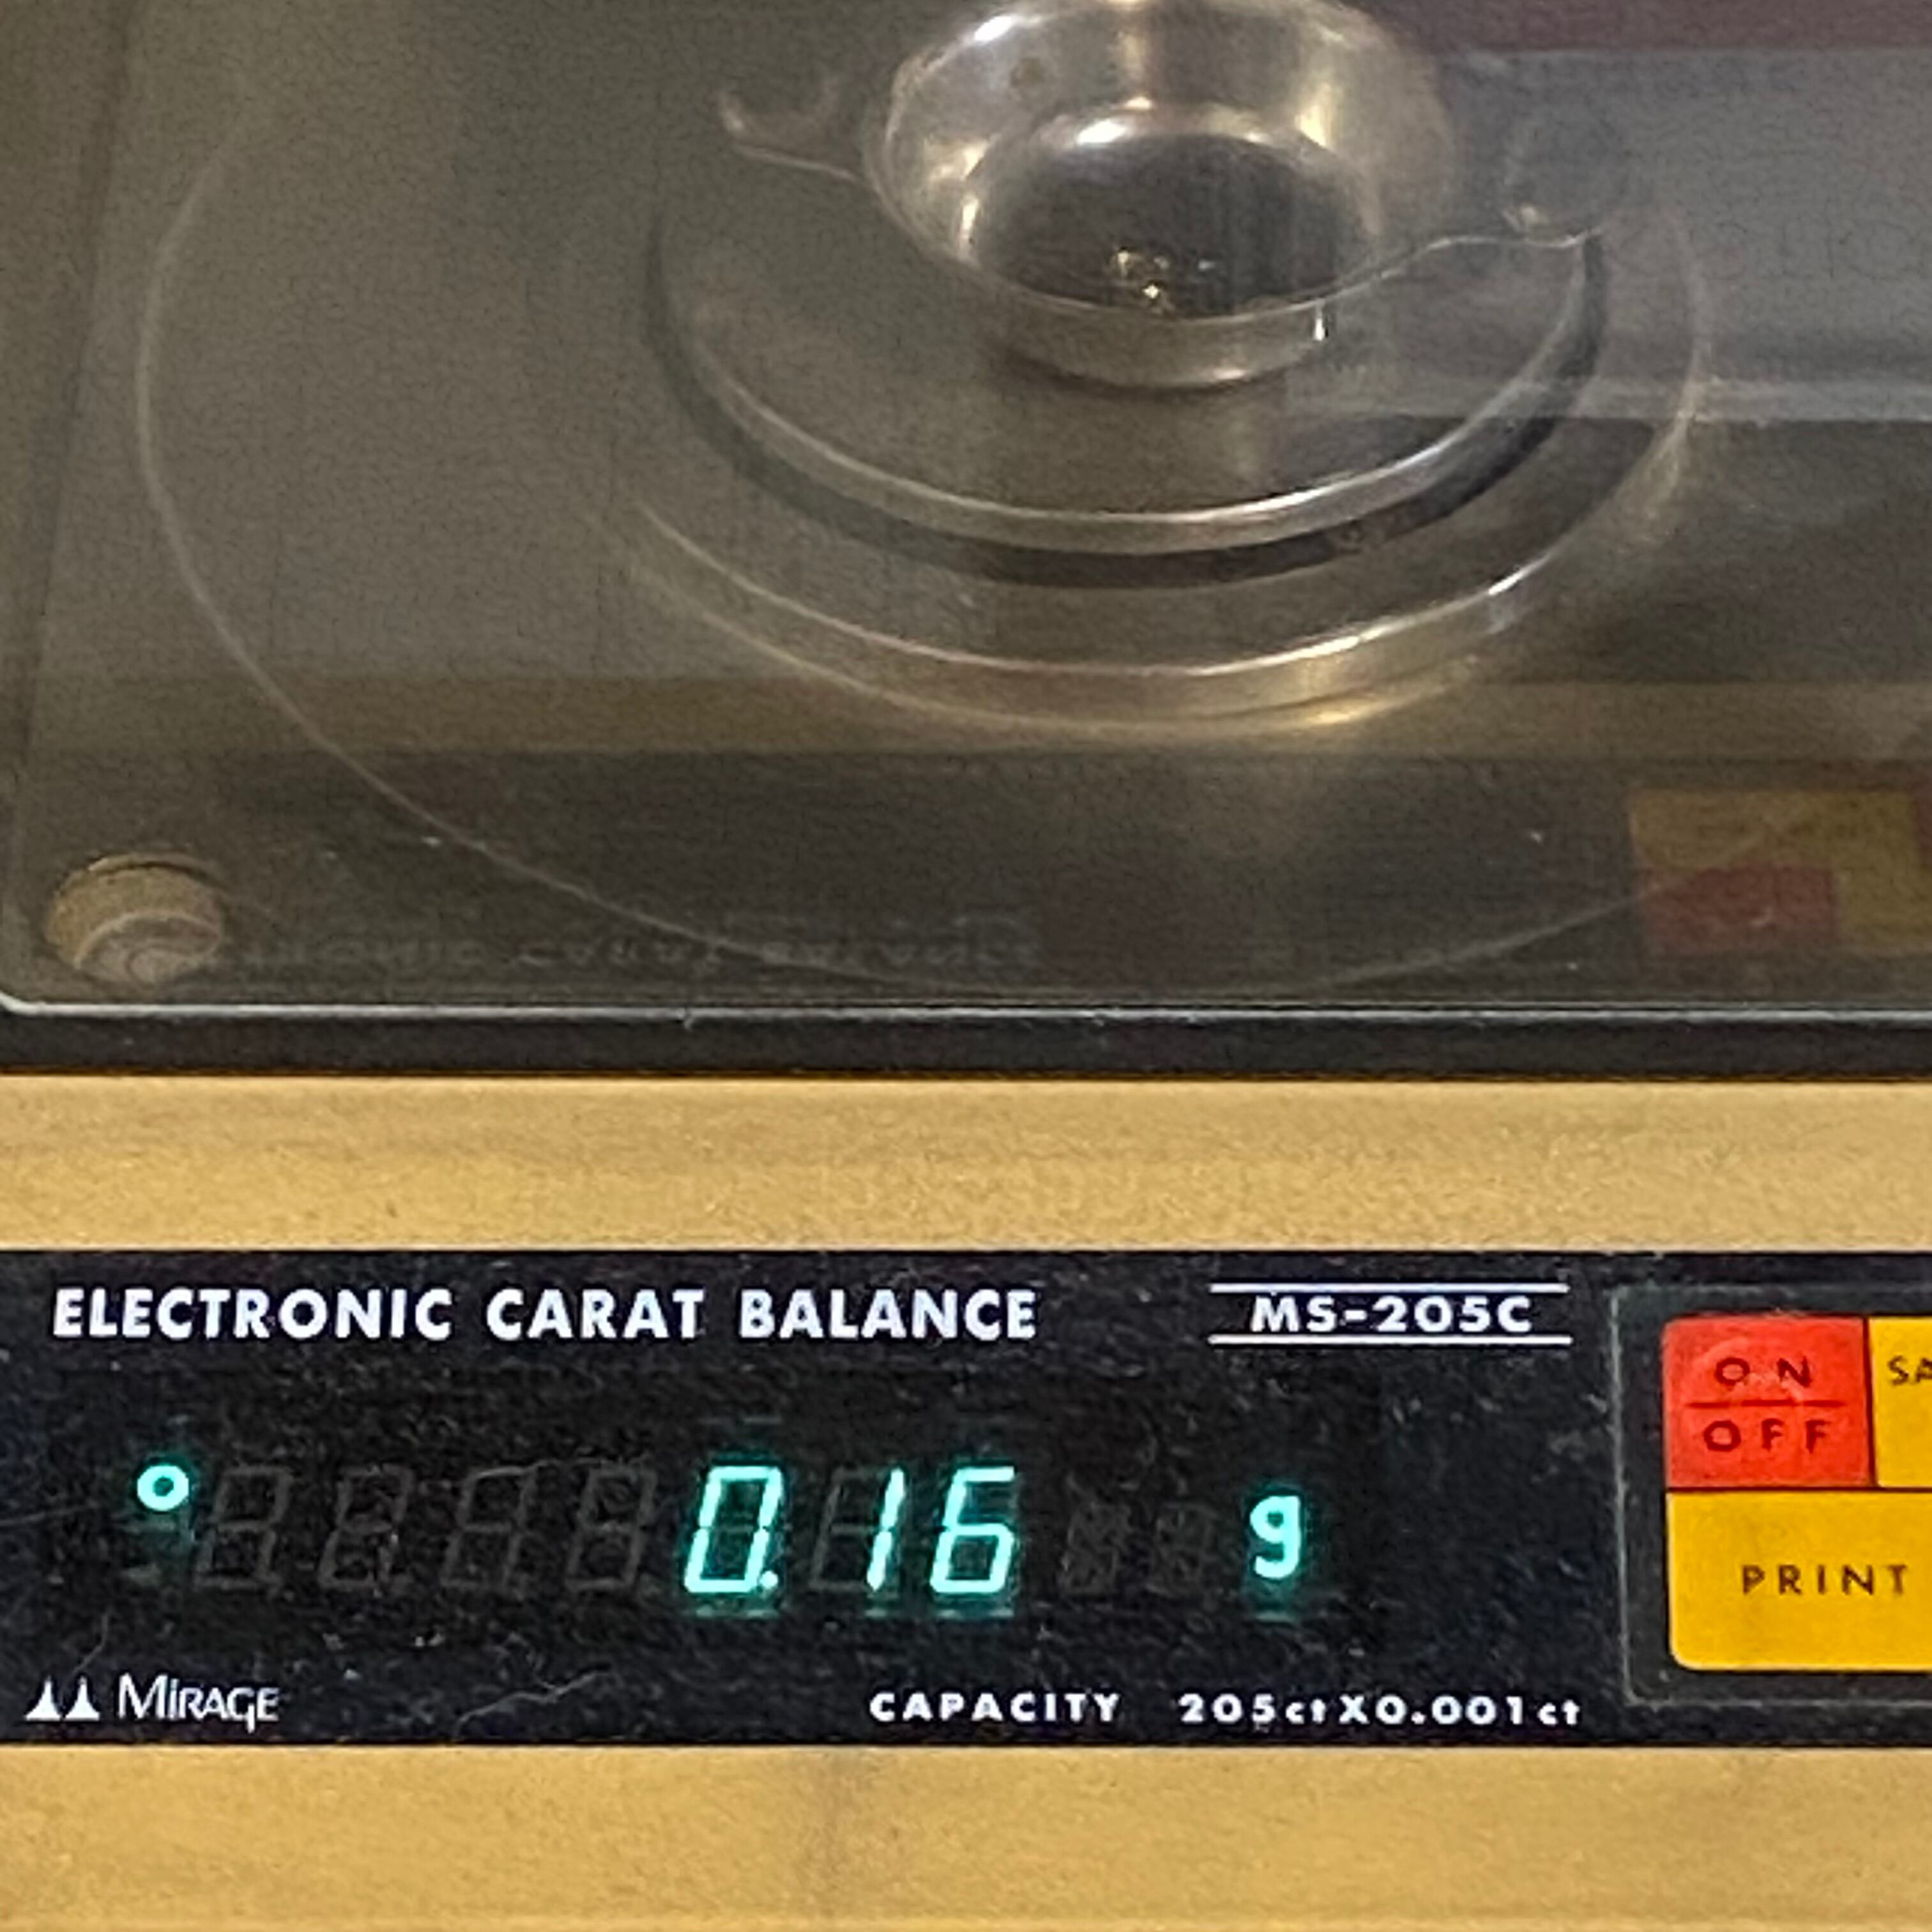 ELECTRONIC CARAT BALANCE
MS-205C
0.16 g
MIRAGE
CAPACITY 205ctX0.001ct
ON
OFF
PRINT